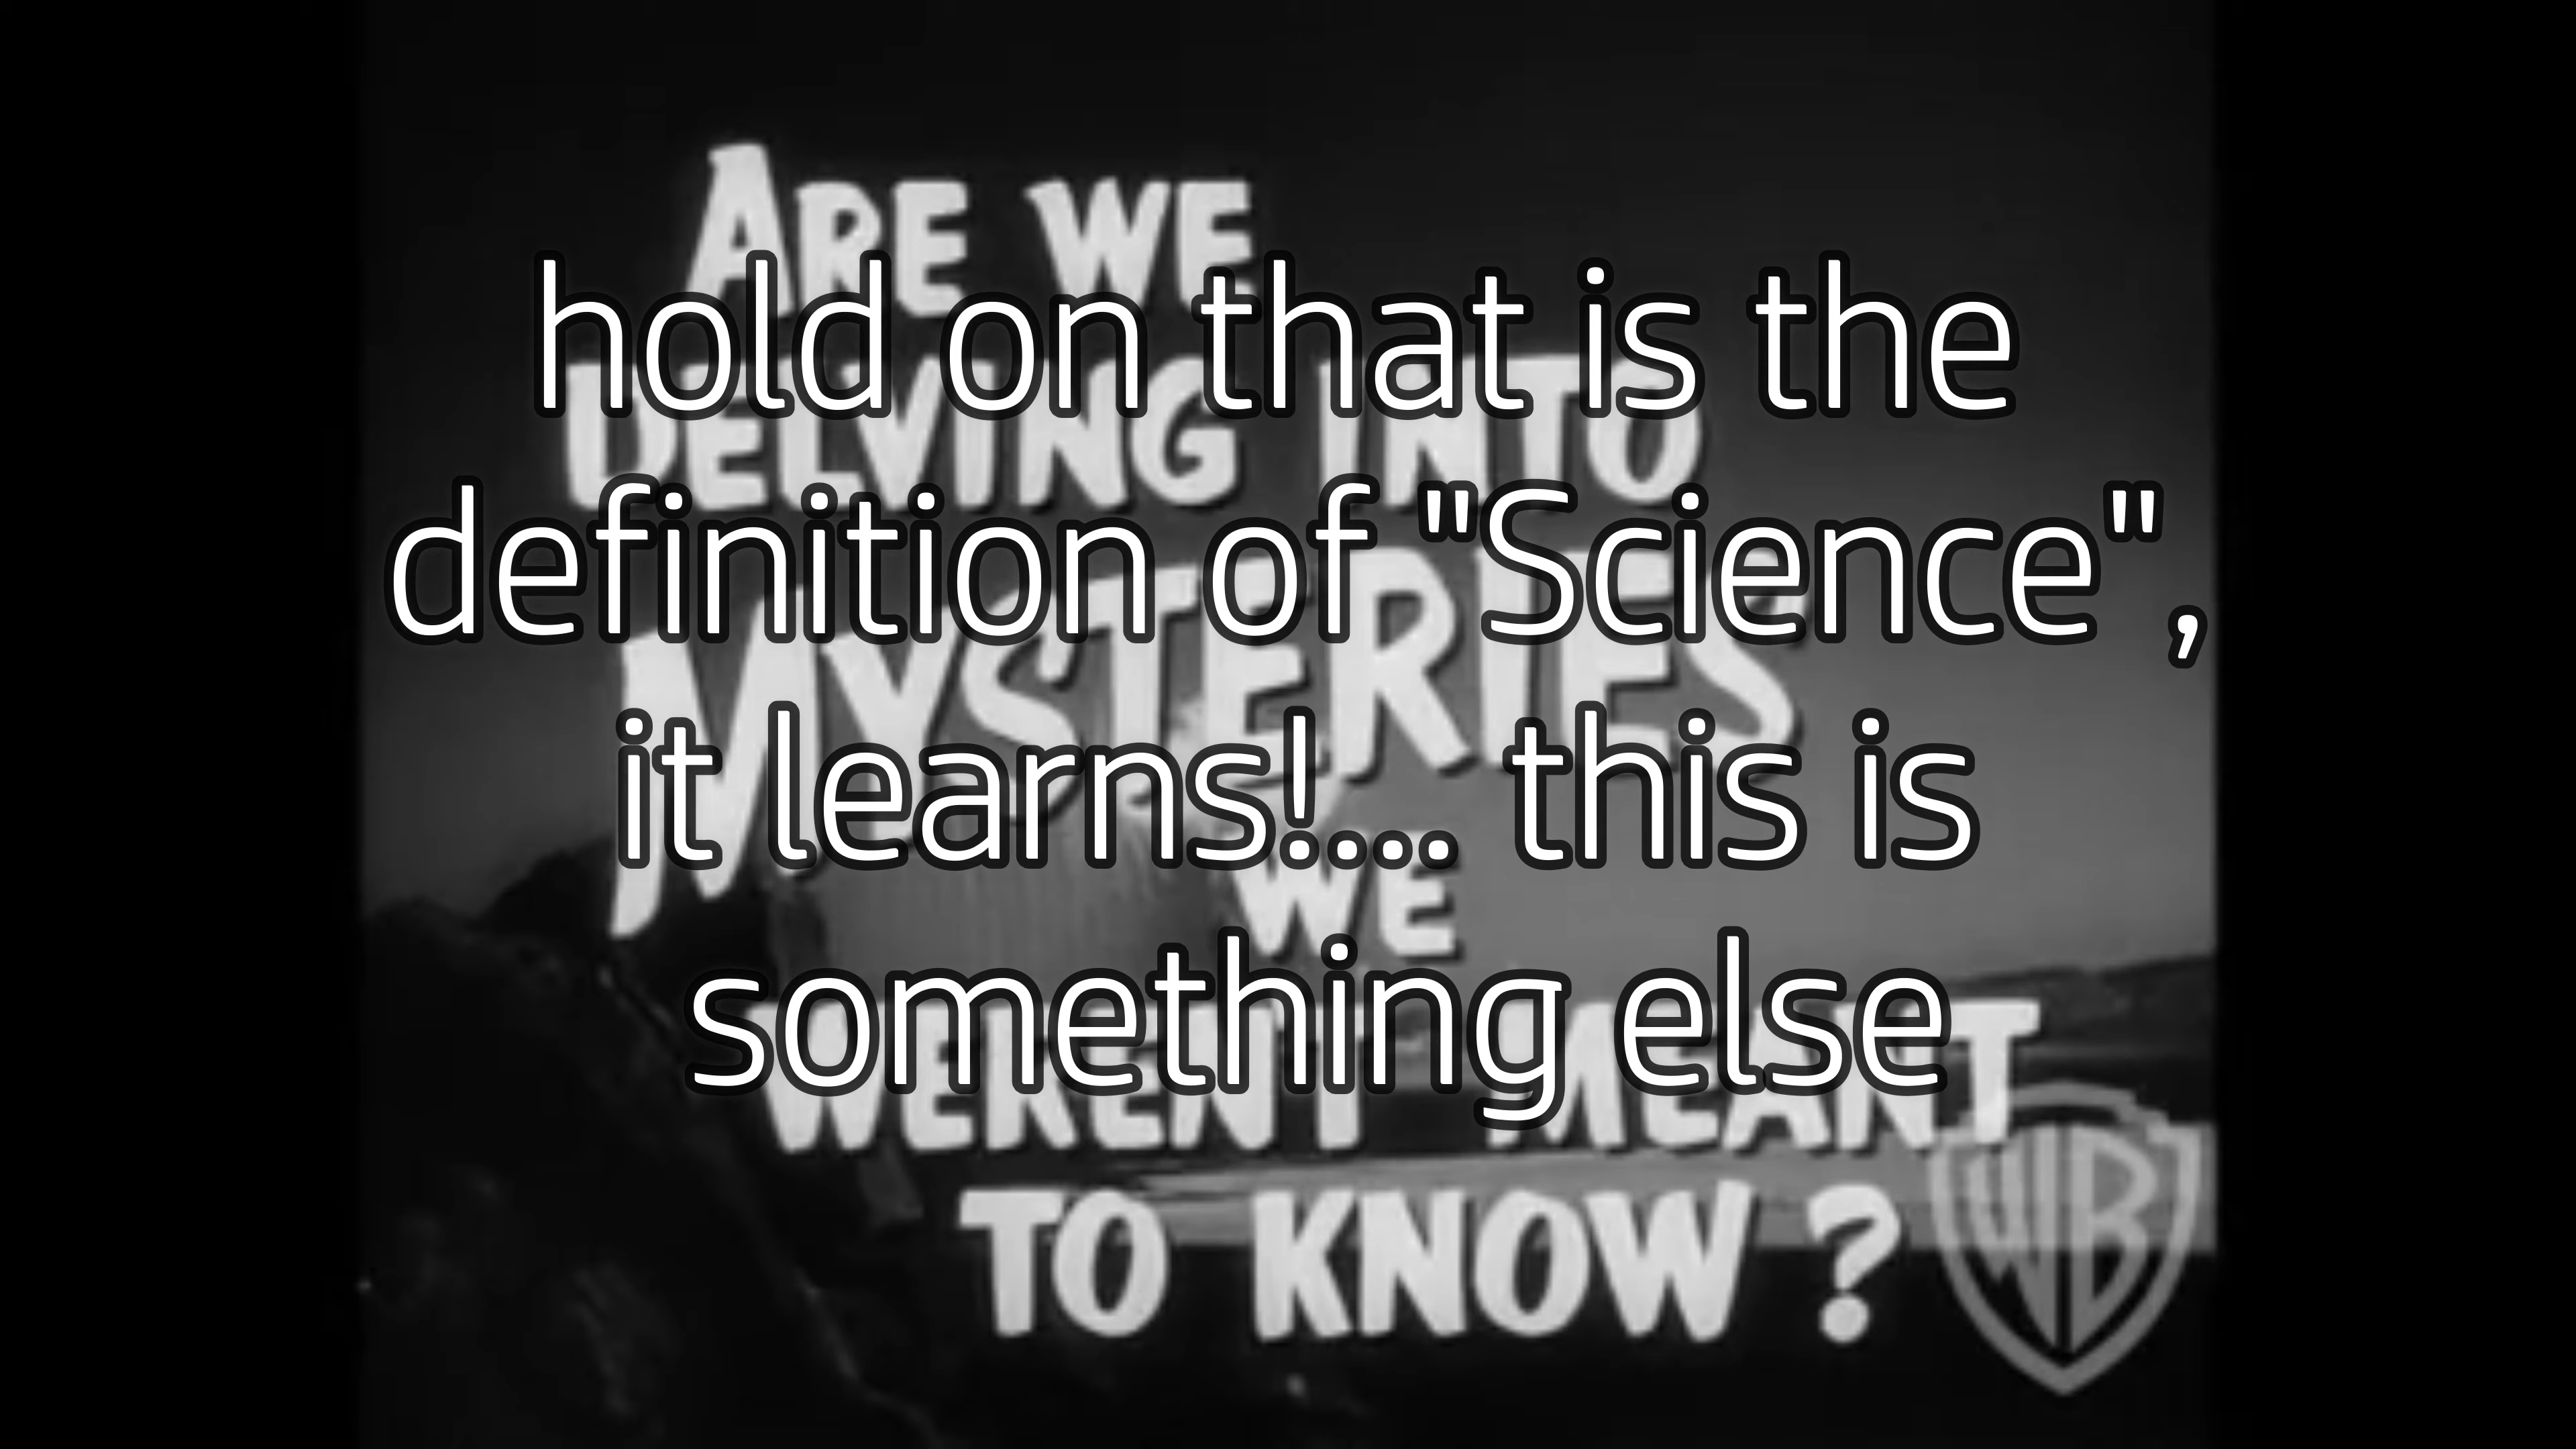 hold on that is the
definition of "Science",
it learns!... this is
something else
ARE WE
DELVING INTO
MYSTERIES
WE
WEREN'T MEANT
TO KNOW?
WB